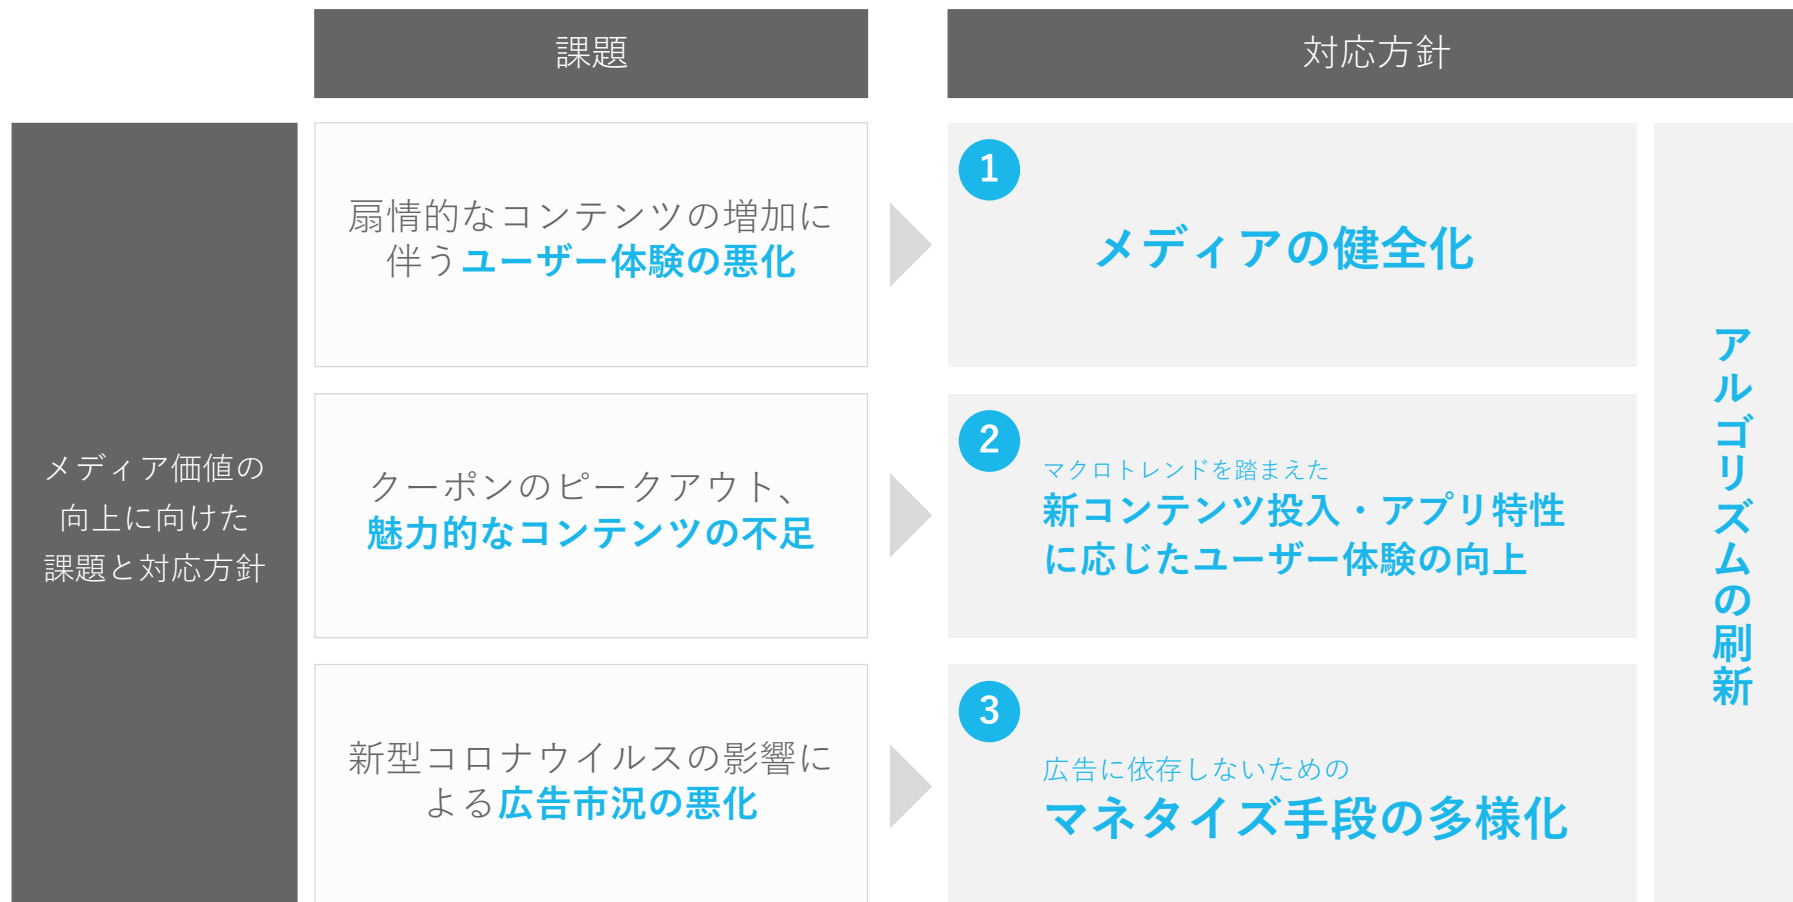 課題
対応方針
メディア価値の
向上に向けた
課題と対応方針
扇情的なコンテンツの増加に
伴うユーザー体験の悪化
1
メディアの健全化
クーポンのピークアウト、
魅力的なコンテンツの不足
2
マクロトレンドを踏まえた
新コンテンツ投入・アプリ特性
に応じたユーザー体験の向上
新型コロナウイルスの影響に
よる広告市況の悪化
3
広告に依存しないための
マネタイズ手段の多様化
アルゴリズムの刷新